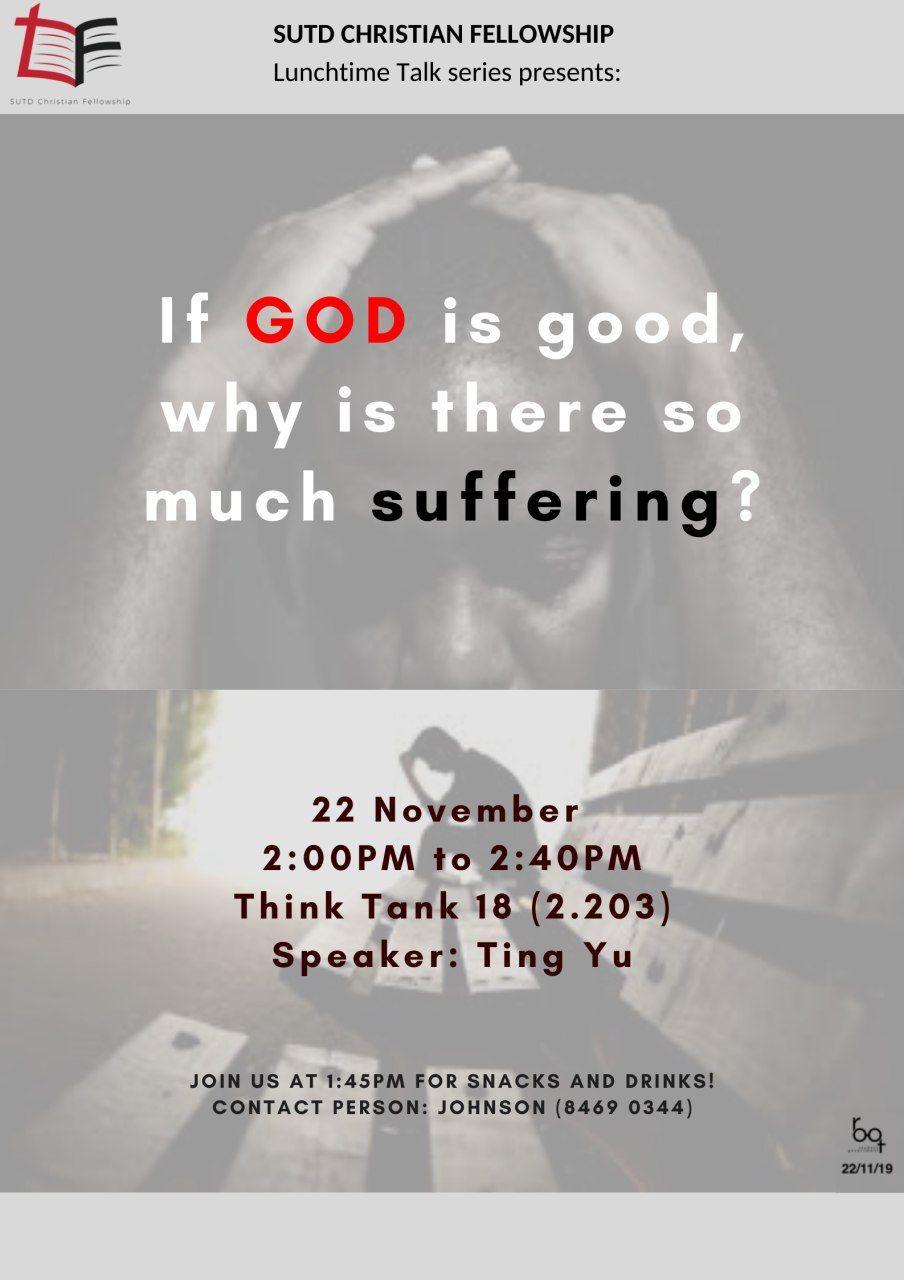 SUTD Christian Fellowship
SUTD CHRISTIAN FELLOWSHIP
Lunchtime Talk series presents:
If GOD is good,
why is there so
much suffering?
22 November
2:00PM to 2:40PM
Think Tank 18 (2.203)
Speaker: Ting Yu
JOIN US AT 1:45PM FOR SNACKS AND DRINKS!
CONTACT PERSON: JOHNSON (8469 0344)
22/11/19